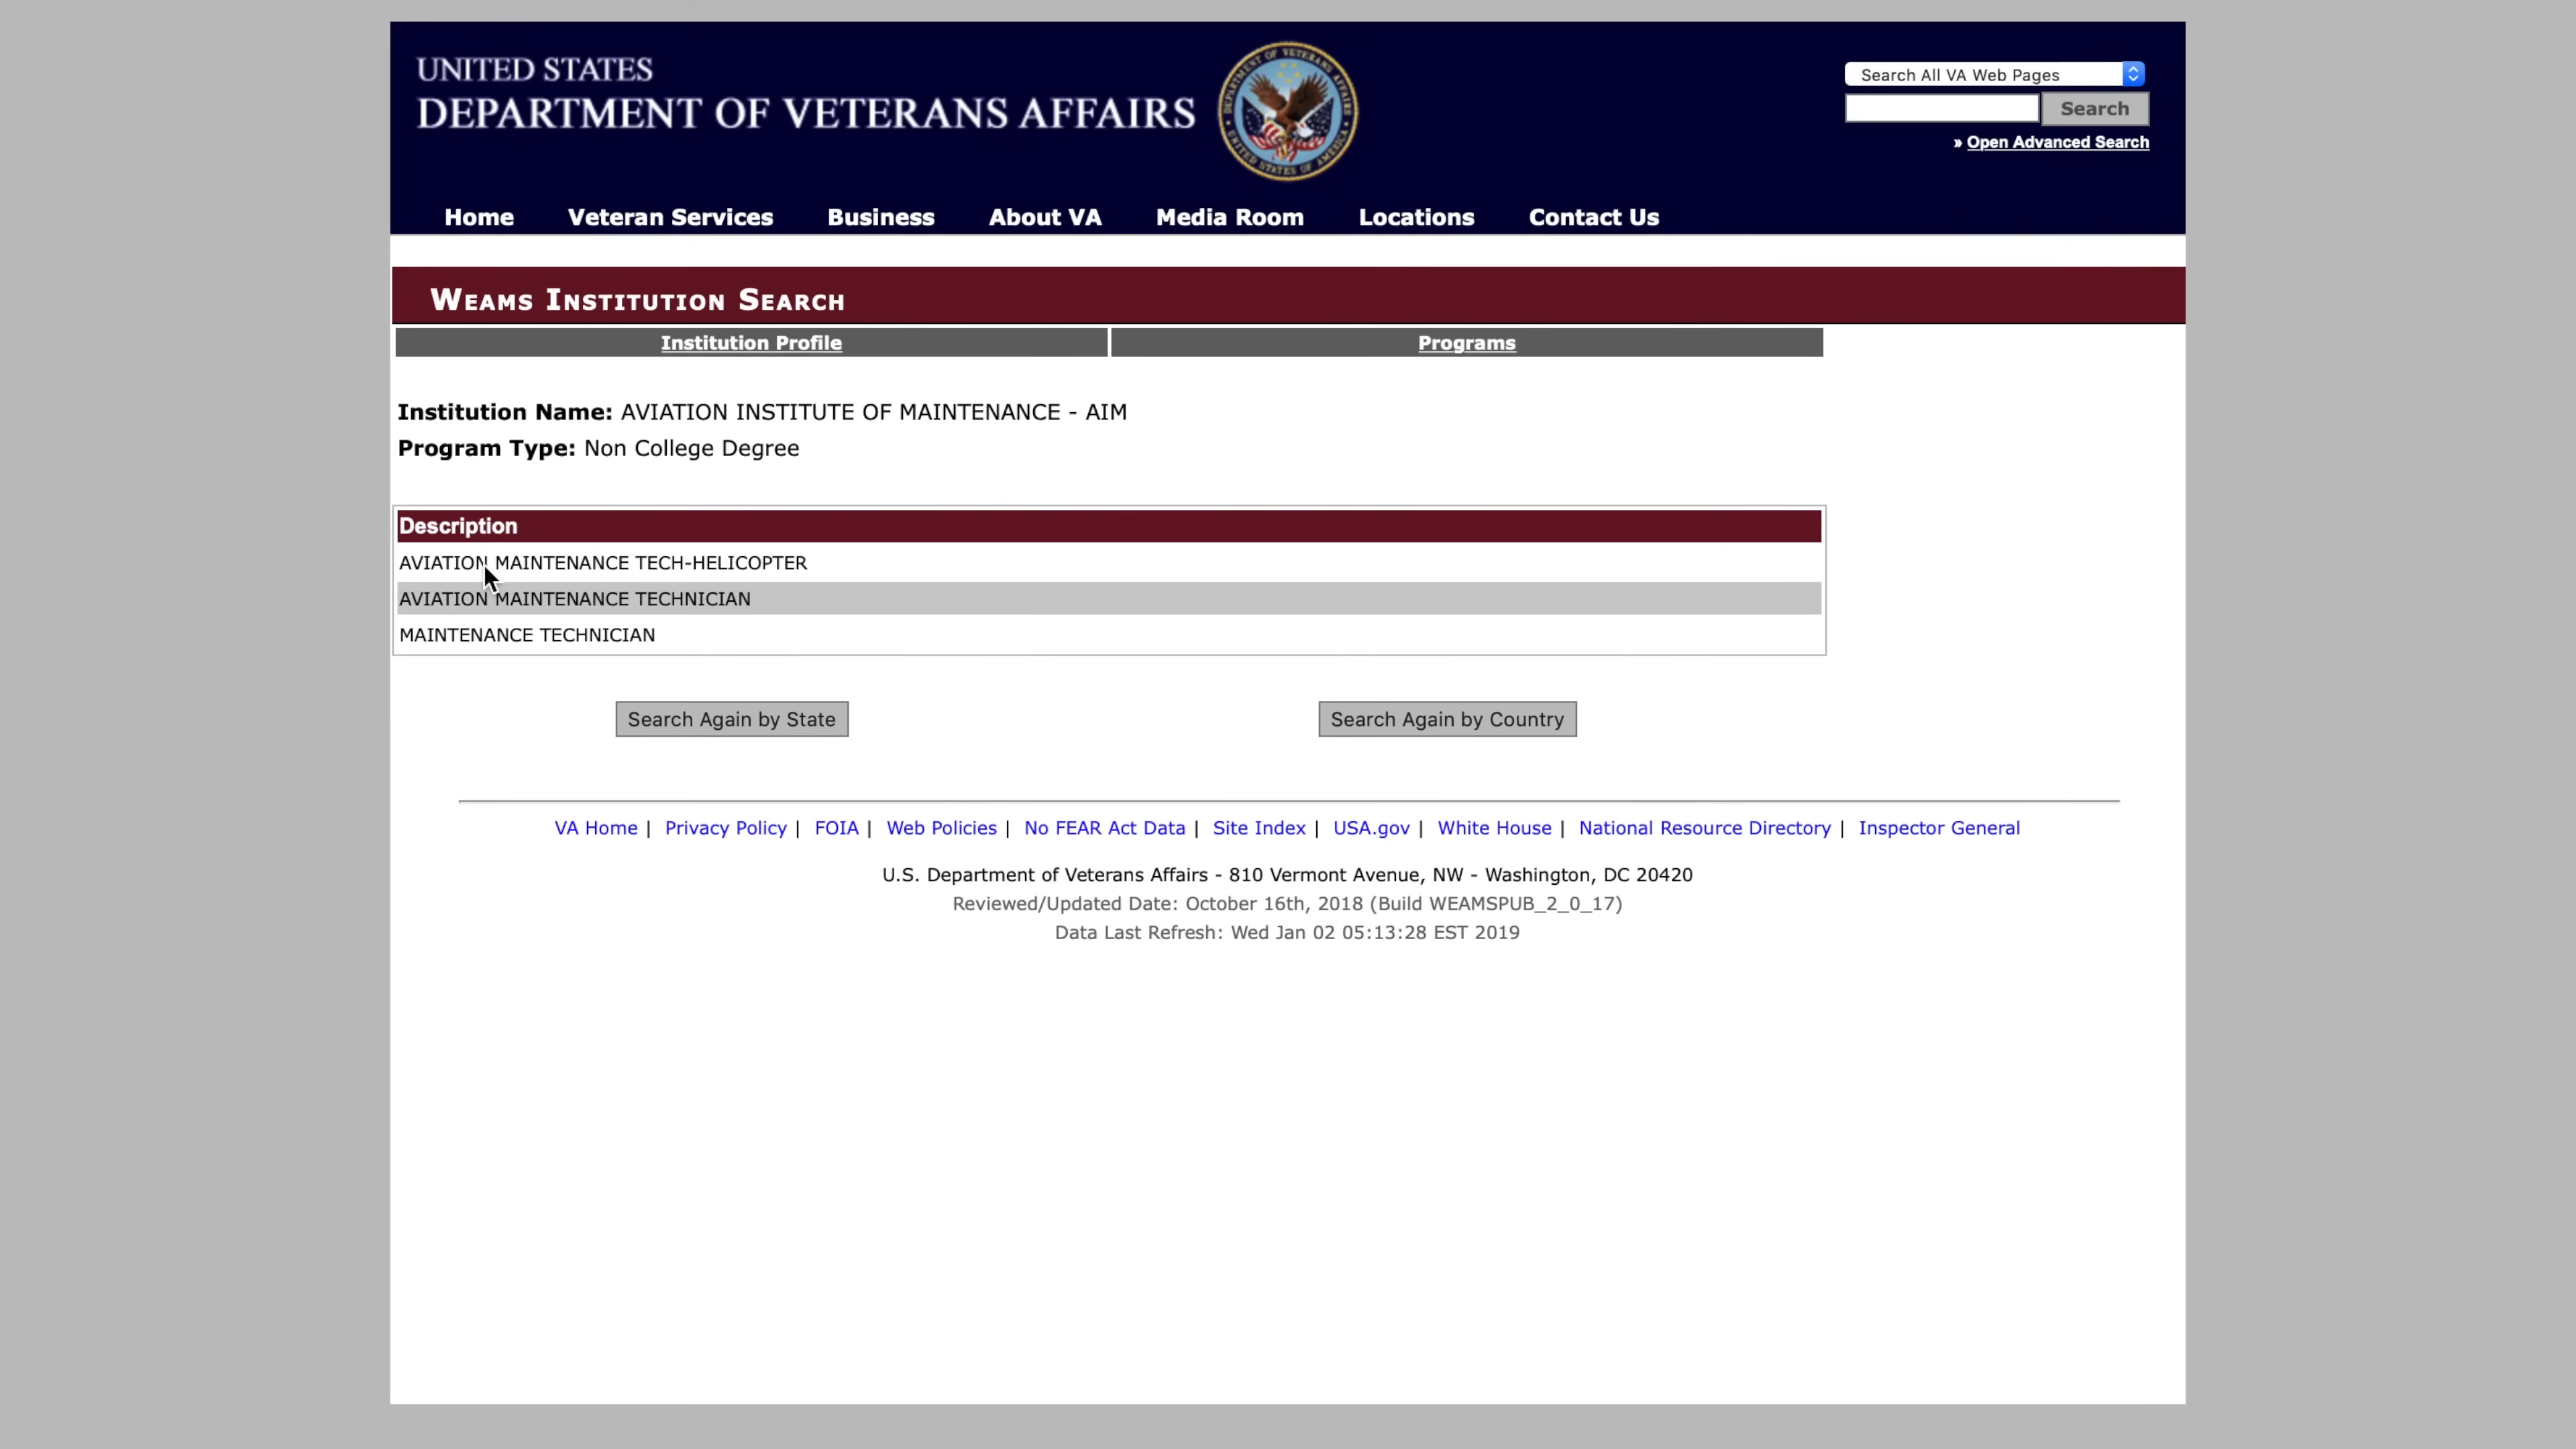 UNITED STATES
DEPARTMENT OF VETERANS AFFAIRS
Search All VA Web Pages
Search
» Open Advanced Search
Home Veteran Services Business About VA Media Room Locations Contact Us
WEAMS INSTITUTION SEARCH
Institution Profile Programs
Institution Name: AVIATION INSTITUTE OF MAINTENANCE - AIM
Program Type: Non College Degree
Description
AVIATION MAINTENANCE TECH-HELICOPTER
AVIATION MAINTENANCE TECHNICIAN
MAINTENANCE TECHNICIAN
Search Again by State Search Again by Country
VA Home | Privacy Policy | FOIA | Web Policies | No FEAR Act Data | Site Index | USA.gov | White House | National Resource Directory | Inspector General
U.S. Department of Veterans Affairs - 810 Vermont Avenue, NW - Washington, DC 20420
Reviewed/Updated Date: October 16th, 2018 (Build WEAMSPUB_2_0_17)
Data Last Refresh: Wed Jan 02 05:13:28 EST 2019